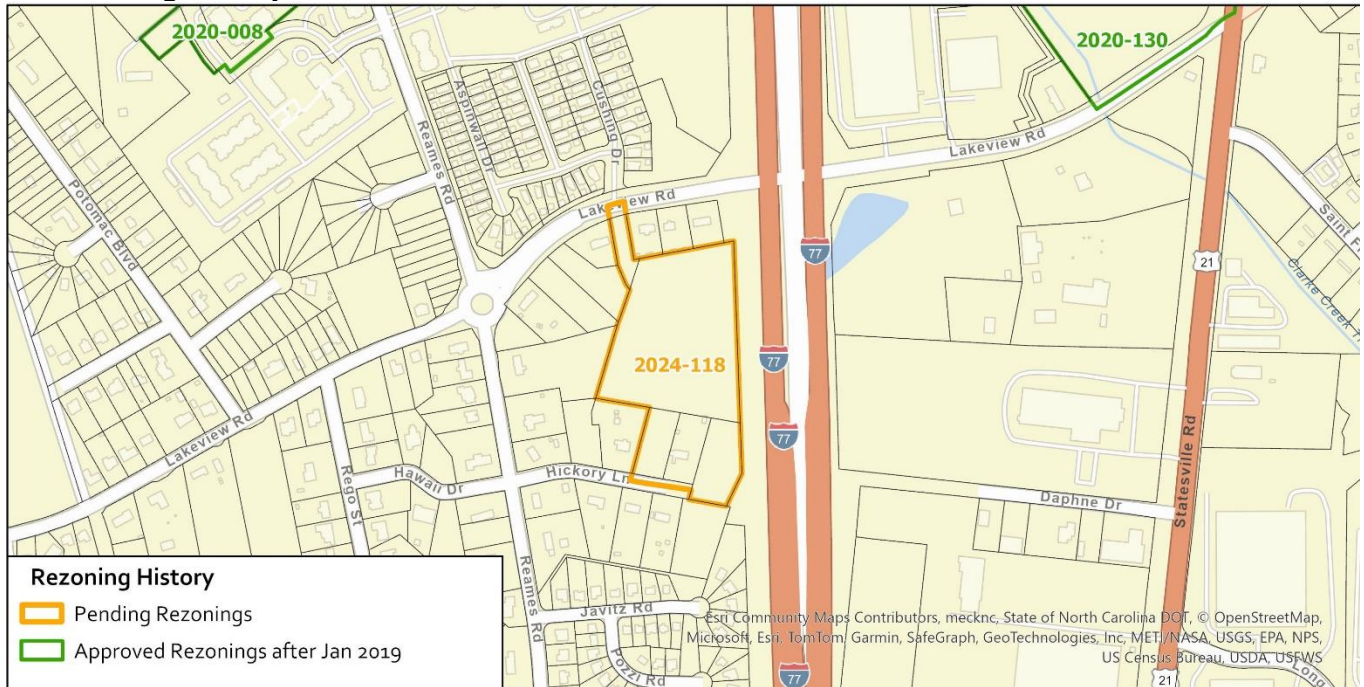 2020-008
2020-130
Potomac Blvd
Reames Rd
Aspinwall Dr
Cushing Dr
Lakeview Rd
Lakeview Rd
77
77
77
77
21
Saint F
Clarke Creek T
2024-118
Lakeview Rd
Rego St
Hawaii Dr
Hickory Ln
Reames Rd
Javitz Rd
Pozzi Rd
Daphne Dr
Statesville Rd
21
Long
Rezoning History
Pending Rezonings
Approved Rezonings after Jan 2019
Esri Community Maps Contributors, mecknc, State of North Carolina DOT, © OpenStreetMap,
Microsoft, Esri, TomTom, Garmin, SafeGraph, GeoTechnologies, Inc, METI/NASA, USGS, EPA, NPS,
US Census Bureau, USDA, USFWS